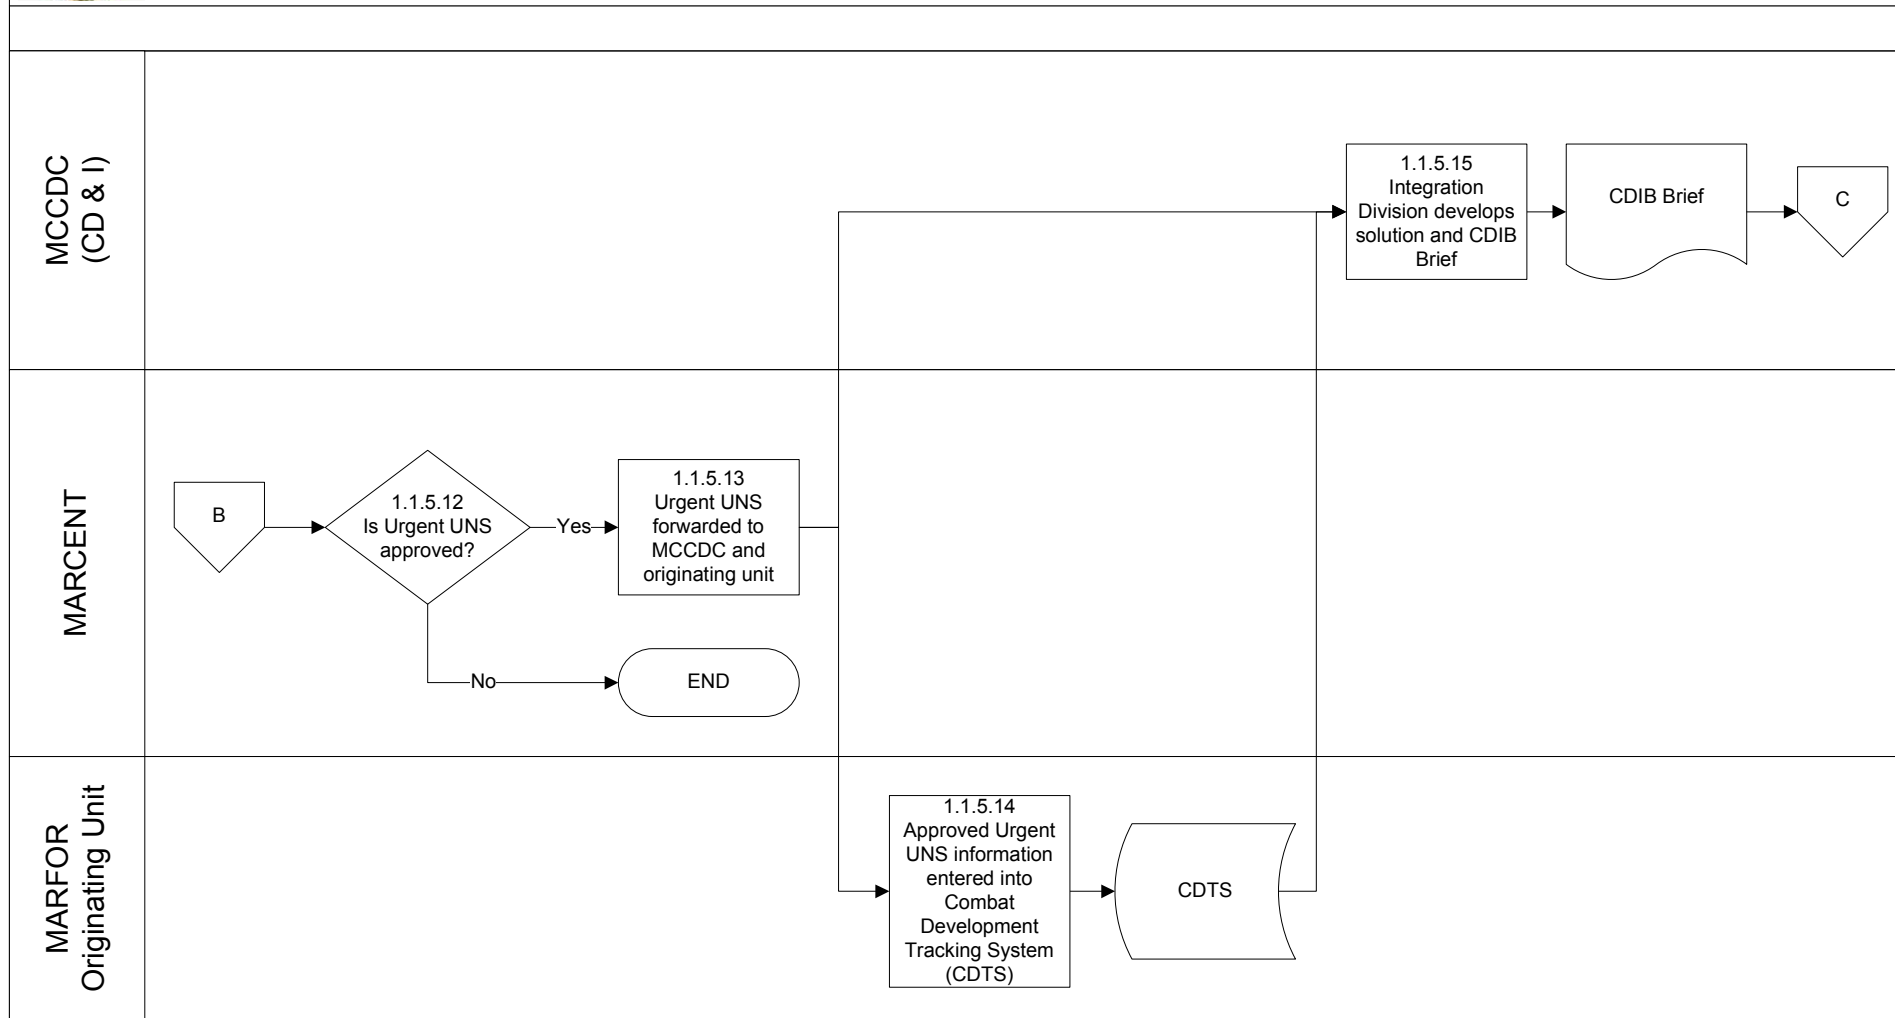 MCCDC
(CD & I)
1.1.5.15
Integration
Division develops
solution and CDIB
Brief
CDIB Brief
C
MARCENT
B
1.1.5.12
Is Urgent UNS
approved?
Yes
1.1.5.13
Urgent UNS
forwarded to
MCCDC and
originating unit
No
END
MARFOR
Originating Unit
1.1.5.14
Approved Urgent
UNS information
entered into
Combat
Development
Tracking System
(CDTS)
CDTS